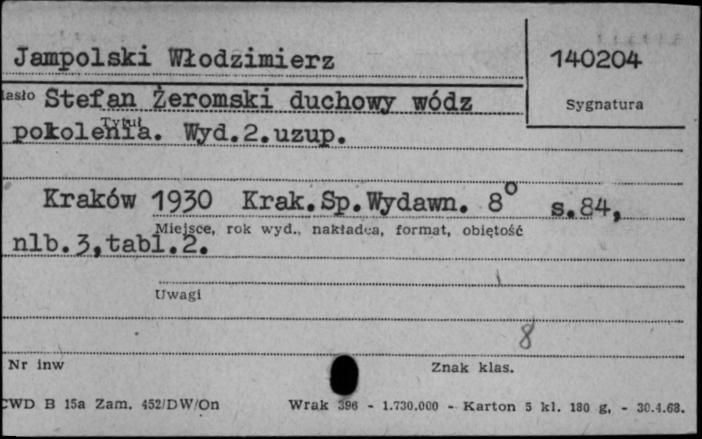 Jampolski Włodzimierz
140204
Sygnatura
Stefan Żeromski duchowy wódz
Tytuł
pokolenia. Wyd.2.uzup.
Kraków 1930 Krak.Sp.Wydawn. 8° s.84,
Miejsce, rok wyd., nakładca, format, objętość
nlb.3,tabl.2.
Uwagi
8
Nr inw
Znak klas.
CWD B 15a Zam. 452/DW/On Wrak 396 - 1.730.000 - Karton 5 kl. 180 g. - 30.4.68.